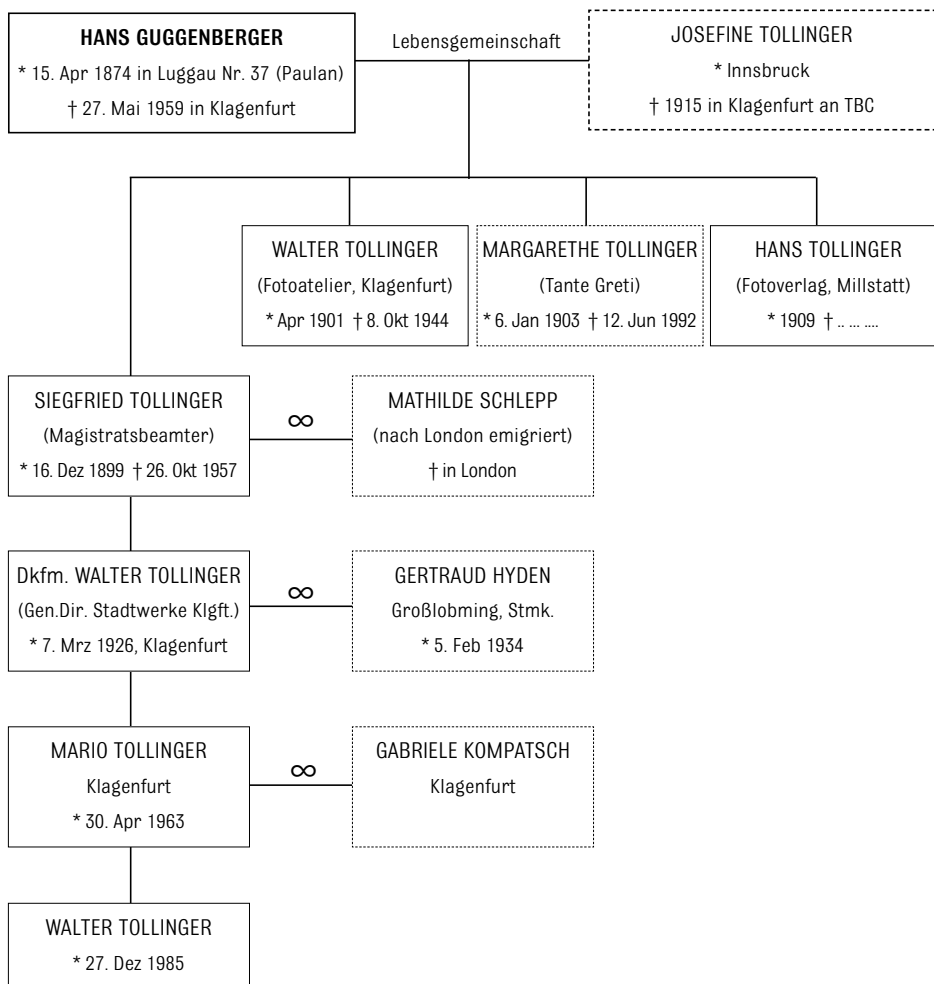 HANS GUGGENBERGER
* 15. Apr 1874 in Luggau Nr. 37 (Paulan)
† 27. Mai 1959 in Klagenfurt
Lebensgemeinschaft
JOSEFINE TOLLINGER
* Innsbruck
† 1915 in Klagenfurt an TBC
WALTER TOLLINGER
(Fotoatelier, Klagenfurt)
* Apr 1901 † 8. Okt 1944
MARGARETHE TOLLINGER
(Tante Greti)
* 6. Jan 1903 † 12. Jun 1992
HANS TOLLINGER
(Fotoverlag, Millstatt)
* 1909 † .. ... ....
SIEGFRIED TOLLINGER
(Magistratsbeamter)
* 16. Dez 1899 † 26. Okt 1957
∞
MATHILDE SCHLEPP
(nach London emigriert)
† in London
Dkfm. WALTER TOLLINGER
(Gen.Dir. Stadtwerke Klgft.)
* 7. Mrz 1926, Klagenfurt
∞
GERTRAUD HYDEN
Großlobming, Stmk.
* 5. Feb 1934
MARIO TOLLINGER
Klagenfurt
* 30. Apr 1963
∞
GABRIELE KOMPATSCH
Klagenfurt
WALTER TOLLINGER
* 27. Dez 1985